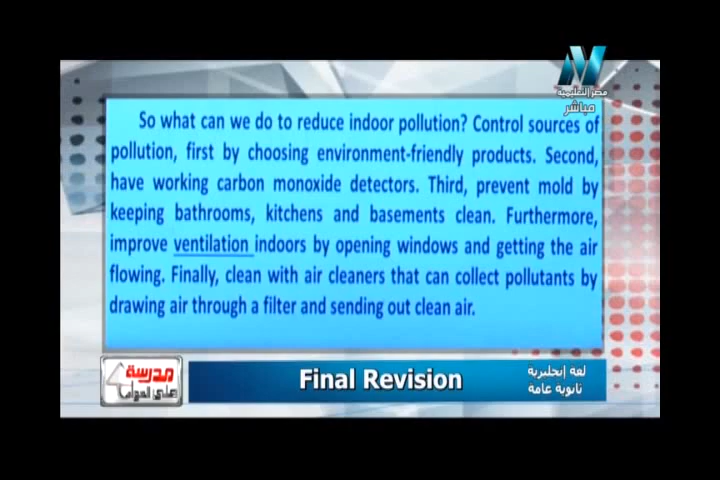 مصر التعليمية
مباشر
So what can we do to reduce indoor pollution? Control sources of
pollution, first by choosing environment-friendly products. Second,
have working carbon monoxide detectors. Third, prevent mold by
keeping bathrooms, kitchens and basements clean. Furthermore,
improve ventilation indoors by opening windows and getting the air
flowing. Finally, clean with air cleaners that can collect pollutants by
drawing air through a filter and sending out clean air.
مدرسة
على الهواء
Final Revision
لغة إنجليزية
ثانوية عامة